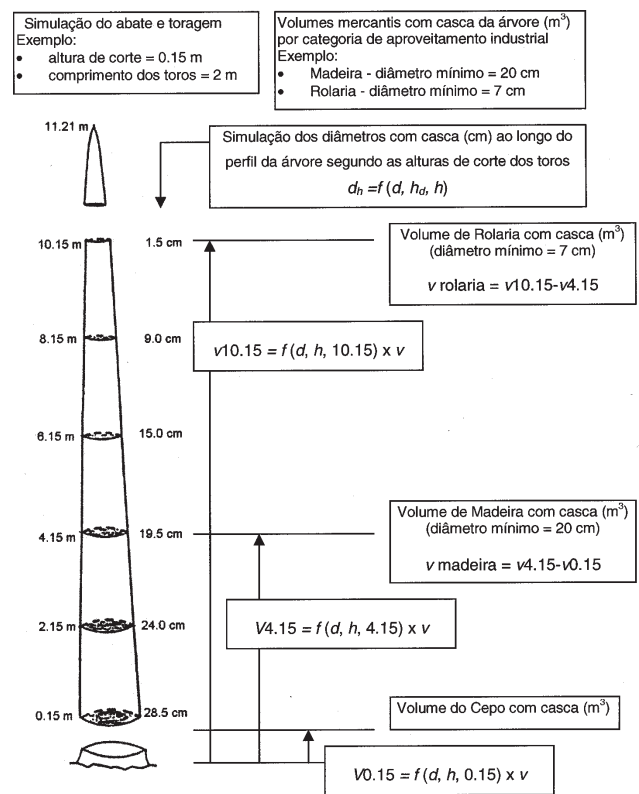 Simulação do abate e toragem
Exemplo:
• altura de corte = 0.15 m
• comprimento dos toros = 2 m
Volumes mercantis com casca da árvore (m³)
por categoria de aproveitamento industrial
Exemplo:
• Madeira - diâmetro mínimo = 20 cm
• Rolaria - diâmetro mínimo = 7 cm
11.21 m
Simulação dos diâmetros com casca (cm) ao longo do
perfil da árvore segundo as alturas de corte dos toros
dh =f (d, hd, h)
10.15 m
1.5 cm
Volume de Rolaria com casca (m³)
(diâmetro mínimo = 7 cm)
v rolaria = v10.15-v4.15
8.15 m
9.0 cm
v10.15 = f (d, h, 10.15) x v
6.15 m
15.0 cm
4.15 m
19.5 cm
Volume de Madeira com casca (m³)
(diâmetro mínimo = 20 cm)
v madeira = v4.15-v0.15
2.15 m
24.0 cm
V4.15 = f (d, h, 4.15) x v
0.15 m
28.5 cm
Volume do Cepo com casca (m³)
V0.15 = f (d, h, 0.15) x v